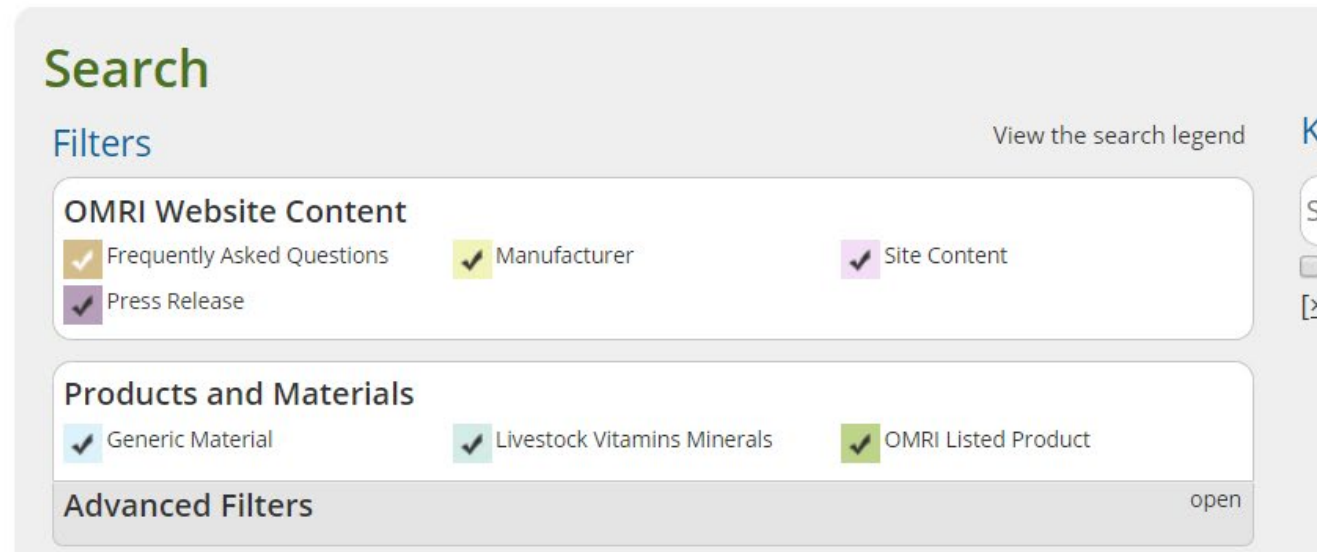 Search
Filters
View the search legend
OMRI Website Content
Frequently Asked Questions
Manufacturer
Site Content
Press Release
Products and Materials
Generic Material
Livestock Vitamins Minerals
OMRI Listed Product
Advanced Filters
open